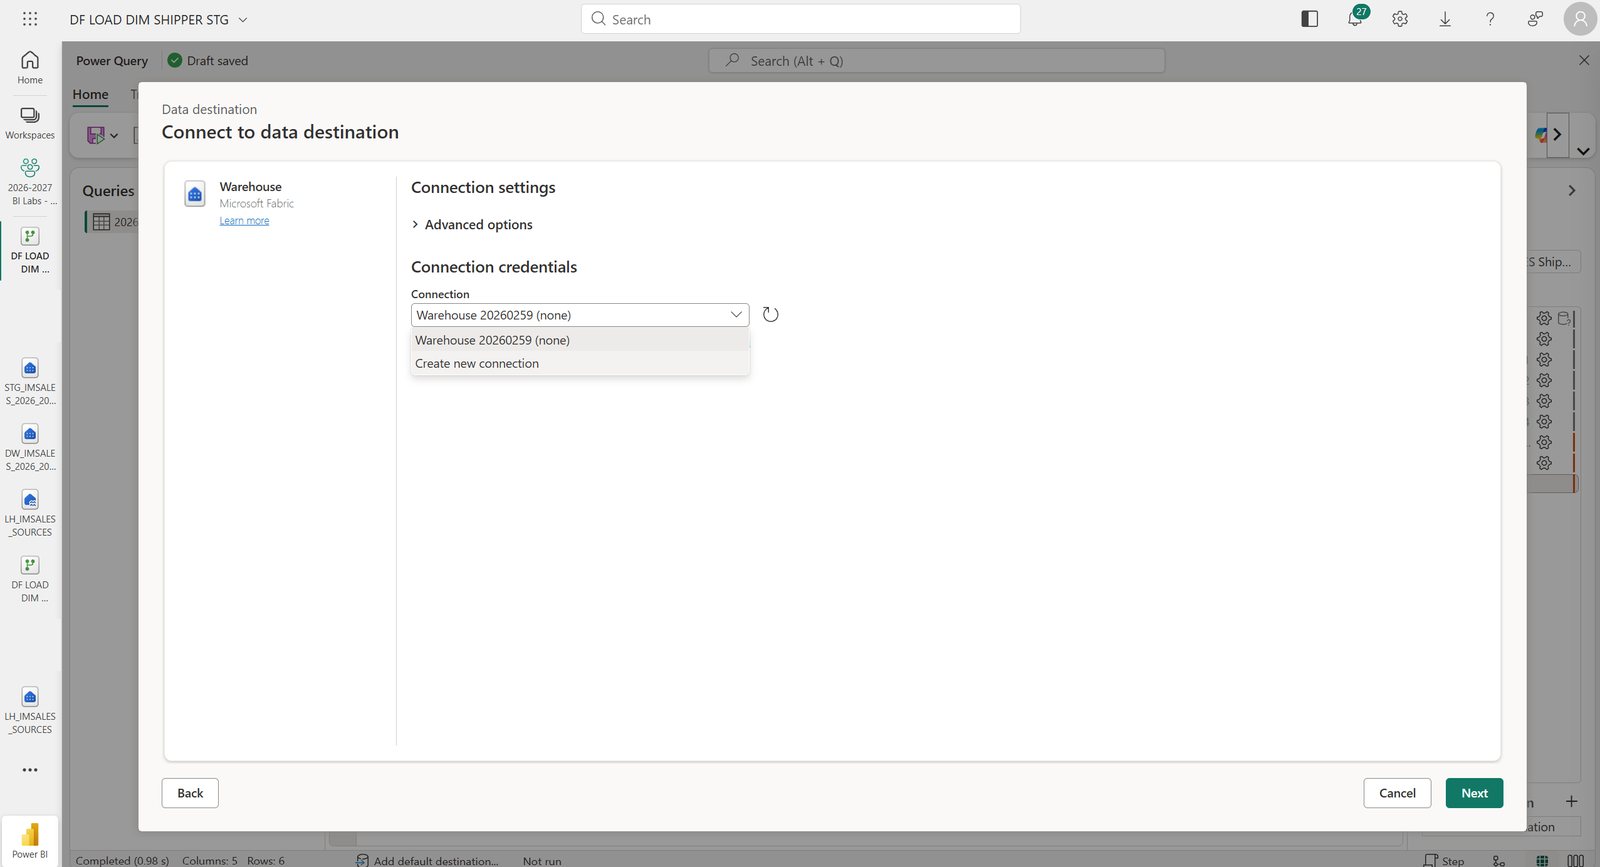 DF LOAD DIM SHIPPER STG
Search
27
Home
Workspaces
2026-2027
BI Labs - ...
DF LOAD
DIM ...
STG_IMSALE
S_2026_20...
DW_IMSALE
S_2026_20...
LH_IMSALES
_SOURCES
DF LOAD
DIM ...
LH_IMSALES
_SOURCES
Power BI
Power Query
Draft saved
Search (Alt + Q)
Home
Queries
2026
Data destination
Connect to data destination
Warehouse
Microsoft Fabric
Learn more
Connection settings
Advanced options
Connection credentials
Connection
Warehouse 20260259 (none)
Warehouse 20260259 (none)
Create new connection
Back
Cancel
Next
S Ship...
ation
Completed (0.98 s) Columns: 5 Rows: 6
Add default destination...
Not run
Step